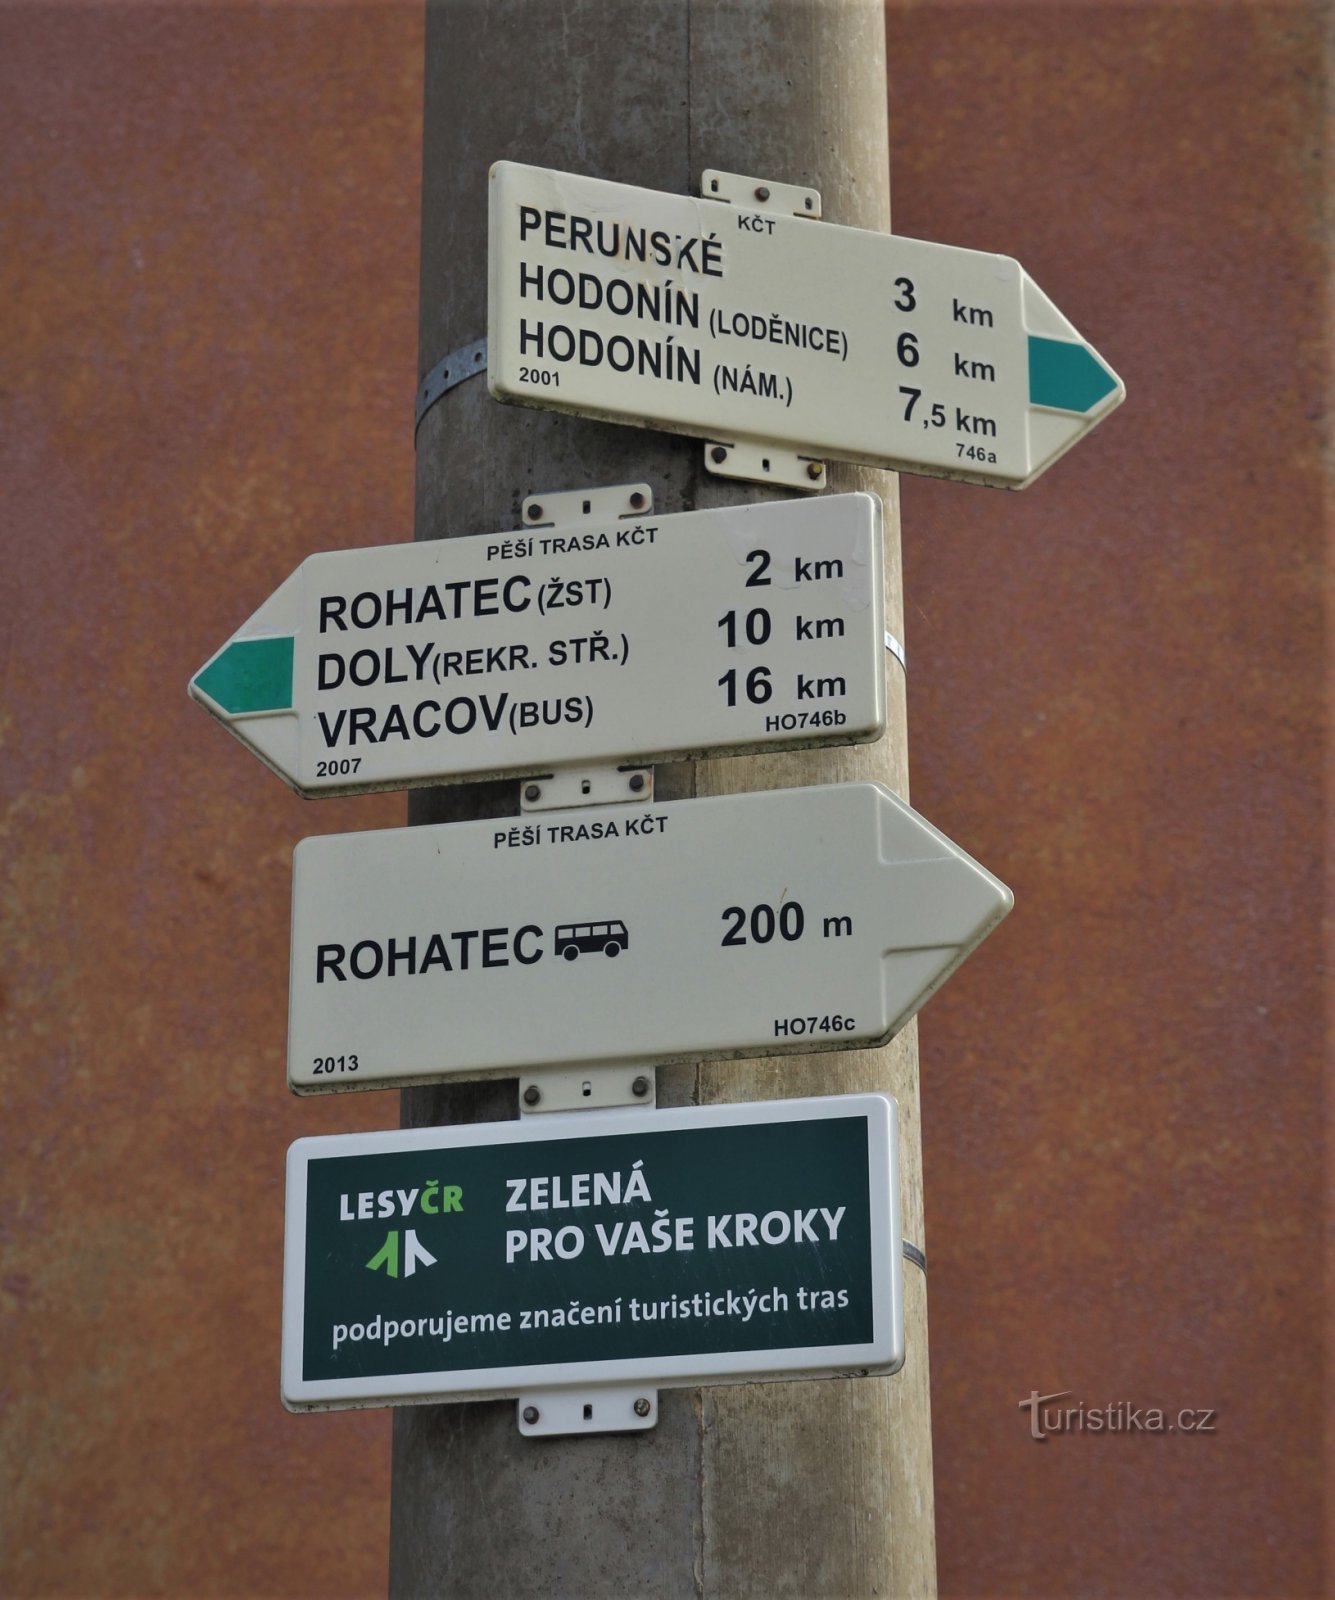 KČT
PERUNSKÉ 3 km
HODONÍN (LODĚNICE) 6 km
HODONÍN (NÁM.) 7,5 km
2001 746a
PĚŠÍ TRASA KČT
ROHATEC (ŽST) 2 km
DOLY (REKR. STŘ.) 10 km
VRACOV (BUS) 16 km
2007 HO746b
PĚŠÍ TRASA KČT
ROHATEC 200 m
2013 HO746c
LESY ČR ZELENÁ
PRO VAŠE KROKY
podporujeme značení turistických tras
Turistika.cz